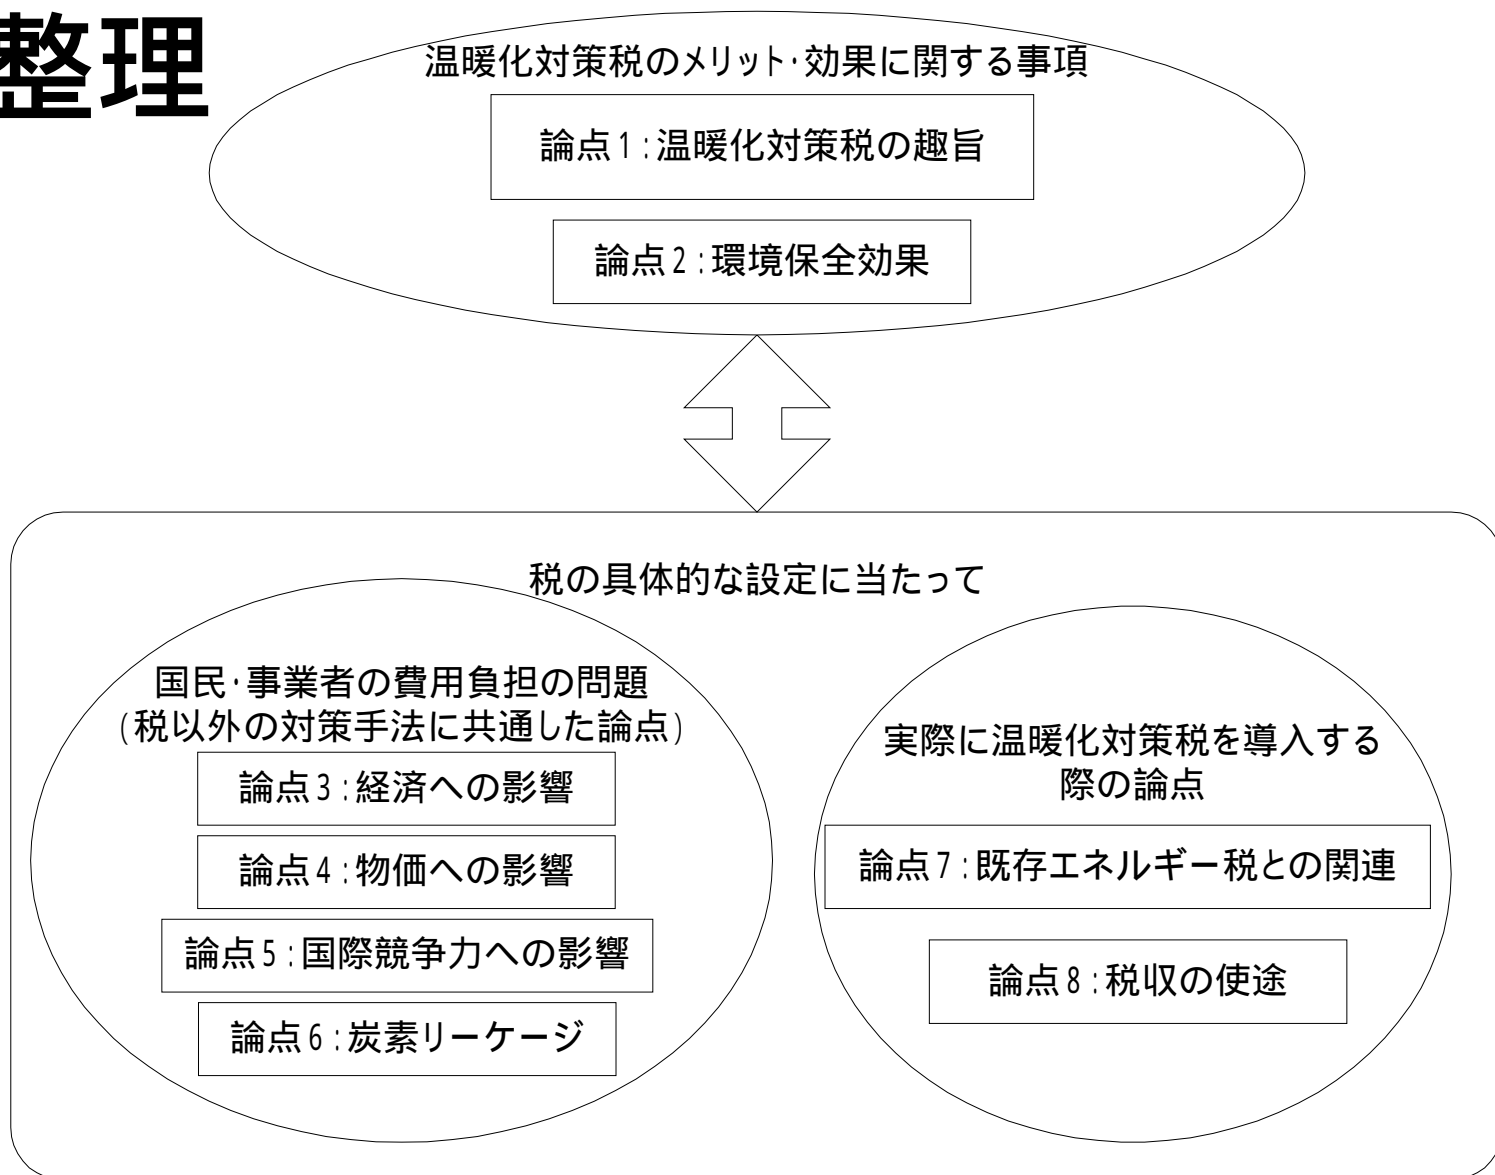 整理
温暖化対策税のメリット・効果に関する事項
論点1:温暖化対策税の趣旨
論点2:環境保全効果
税の具体的な設定に当たって
国民・事業者の費用負担の問題
(税以外の対策手法に共通した論点)
論点3:経済への影響
論点4:物価への影響
論点5:国際競争力への影響
論点6:炭素リーケージ
実際に温暖化対策税を導入する
際の論点
論点7:既存エネルギー税との関連
論点8:税収の使途